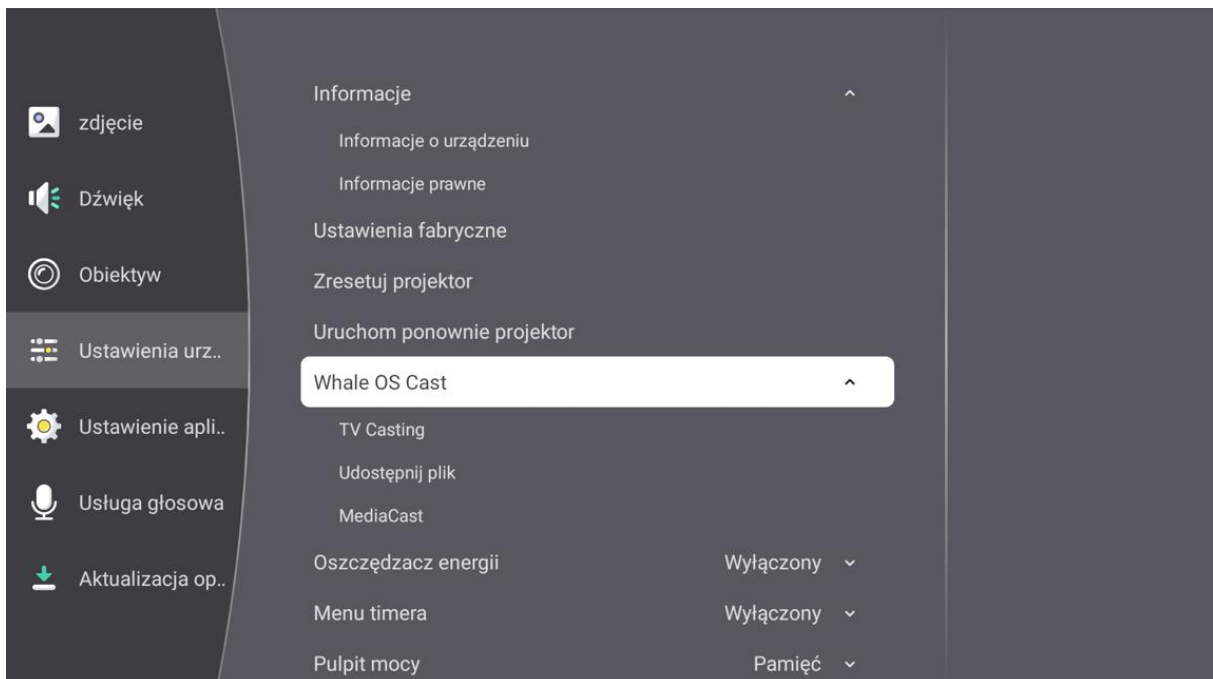 zdjęcie
Dźwięk
Obiektyw
Ustawienia urz..
Ustawienie apli..
Usługa głosowa
Aktualizacja op..
Informacje
Informacje o urządzeniu
Informacje prawne
Ustawienia fabryczne
Zresetuj projektor
Uruchom ponownie projektor
Whale OS Cast
TV Casting
Udostępnij plik
MediaCast
Oszczędzacz energii Wyłączony
Menu timera Wyłączony
Pulpit mocy Pamięć